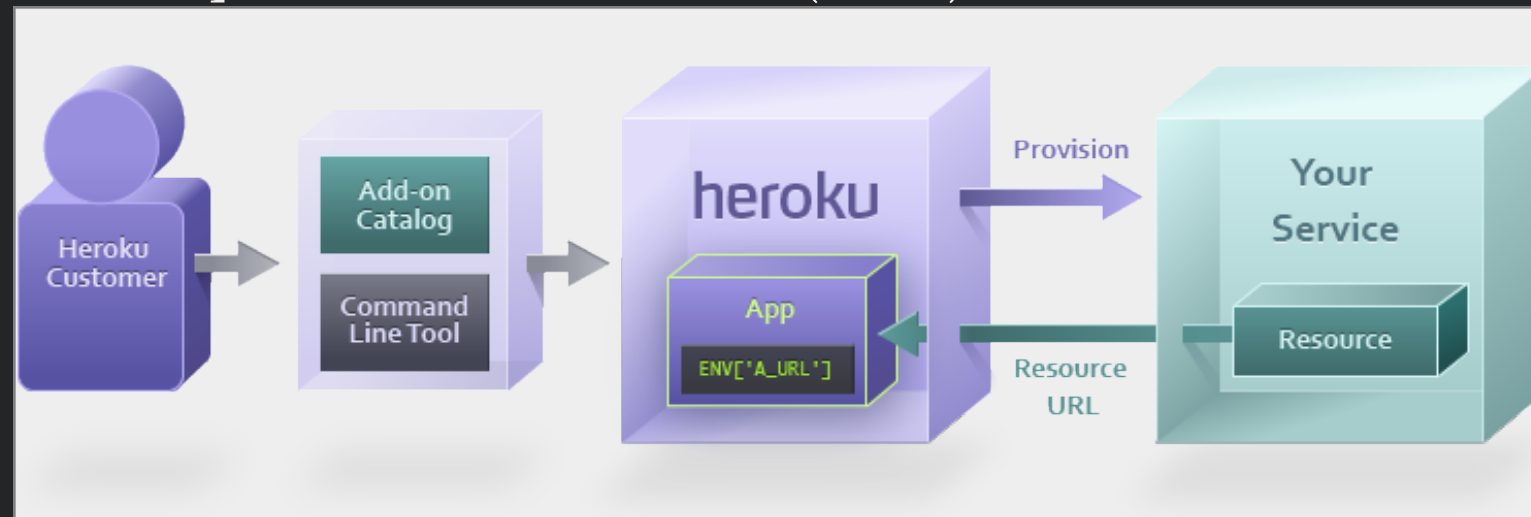 Heroku
Customer
Add-on
Catalog
Command
Line Tool
heroku
App
ENV['A_URL']
Provision
Resource
URL
Your
Service
Resource